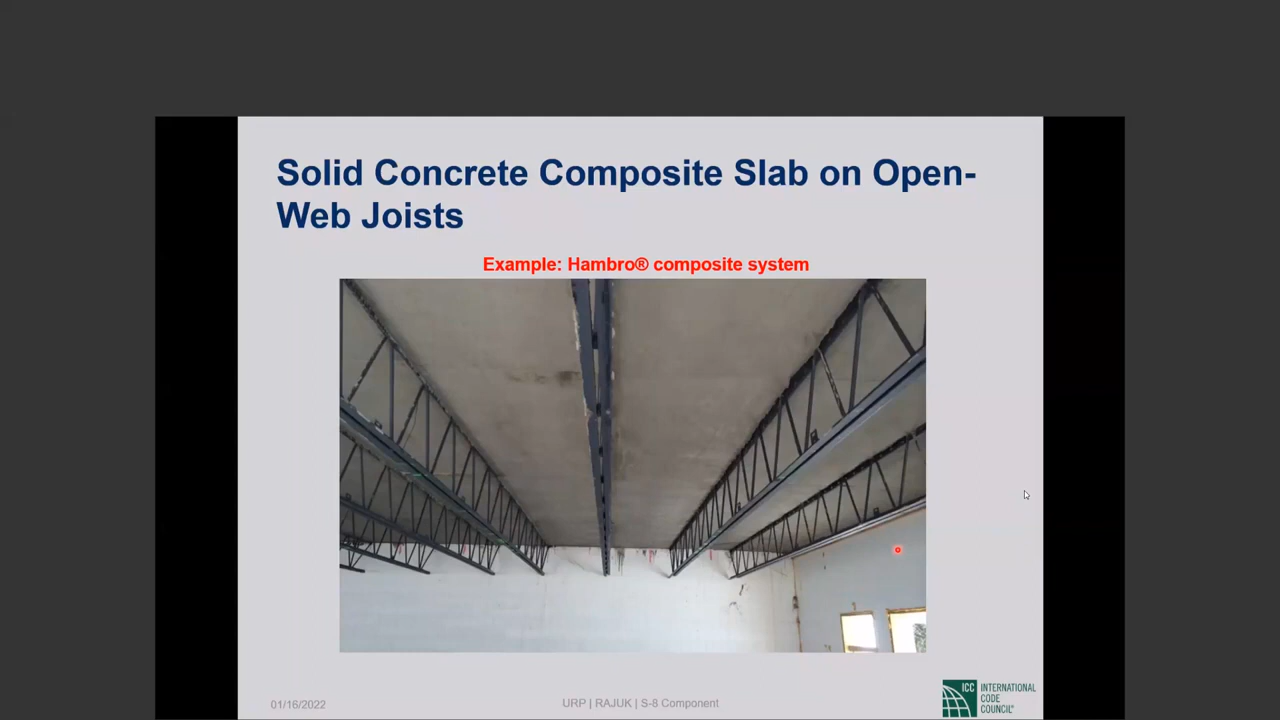 Solid Concrete Composite Slab on Open-
Web Joists
Example: Hambro® composite system
01/16/2022
URP | RAJUK | S-8 Component
ICC
INTERNATIONAL
CODE
COUNCIL®